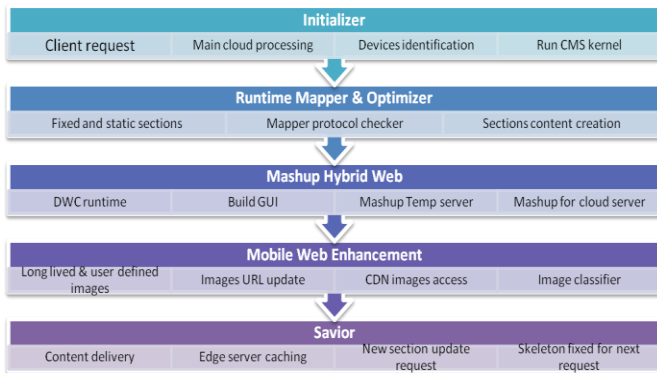 Initializer
Client request
Main cloud processing
Devices identification
Run CMS kernel
Runtime Mapper & Optimizer
Fixed and static sections
Mapper protocol checker
Sections content creation
Mashup Hybrid Web
DWC runtime
Build GUI
Mashup Temp server
Mashup for cloud server
Mobile Web Enhancement
Long lived & user defined
images
Images URL update
CDN images access
Image classifier
Savior
Content delivery
Edge server caching
New section update
request
Skeleton fixed for next
request